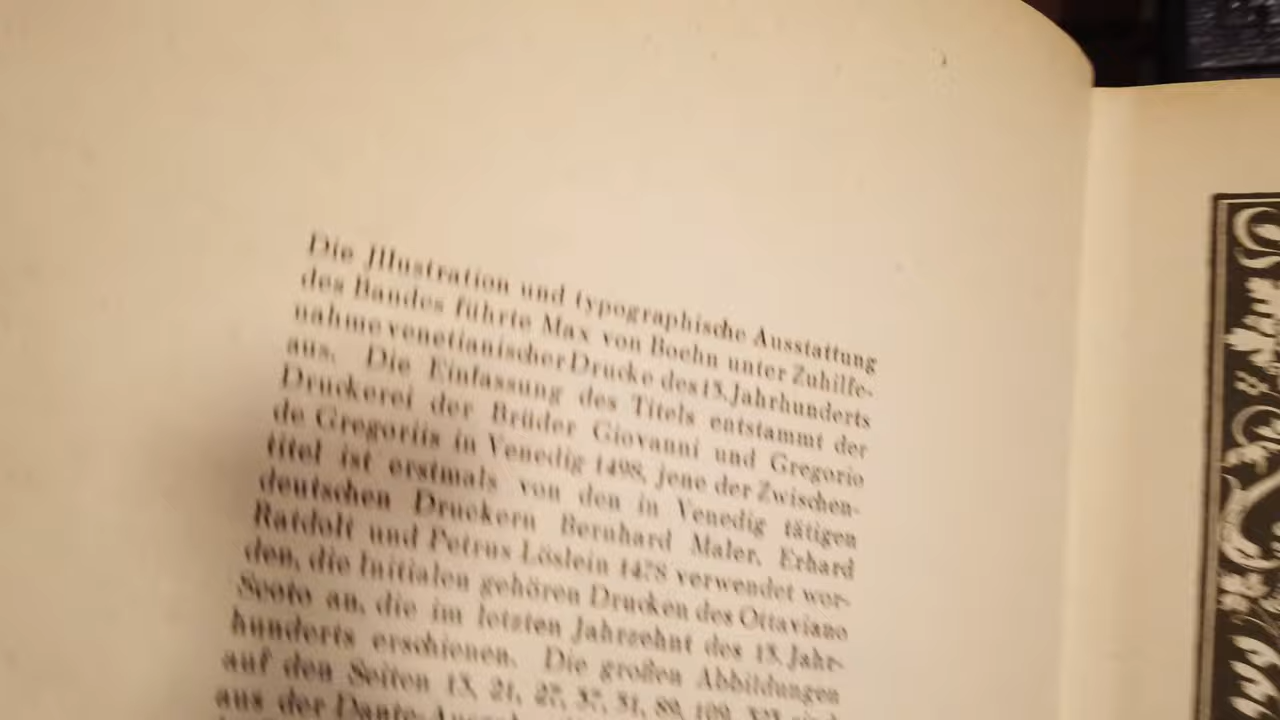 Die Jllustration und typographische Ausstattung
des Bandes führte Max von Boehn unter Zuhilfe-
nahme venetianischer Drucke des 15. Jahrhunderts
aus. Die Einfassung des Titels entstammt der
Druckerei der Brüder Giovanni und Gregorio
de Gregoriis in Venedig 1498, jene der Zwischen-
titel ist erstmals von den in Venedig tätigen
deutschen Druckern Bernhard Maler, Erhard
Ratdolt und Petrus Löslein 1478 verwendet wor-
den, die Initialen gehören Drucken des Ottaviano
Scoto an, die im letzten Jahrzehnt des 15. Jahr-
hunderts erschienen. Die großen Abbildungen
auf den Seiten 13, 21, 27, 37, 51, 89, 109,
aus der